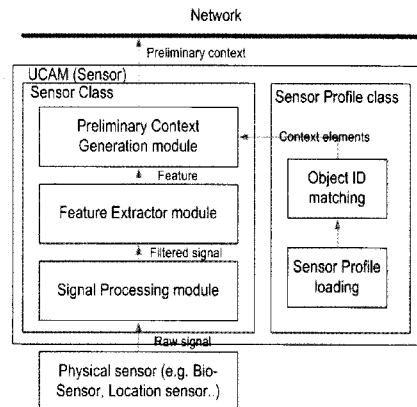 Network
Preliminary context
UCAM (Sensor)
Sensor Class
Sensor Profile class
Preliminary Context
Generation module
Context elements
Feature
Object ID
matching
Feature Extractor module
Filtered signal
Sensor Profile
loading
Signal Processing module
Raw signal
Physical sensor (e.g. Bio-
Sensor, Location sensor..)